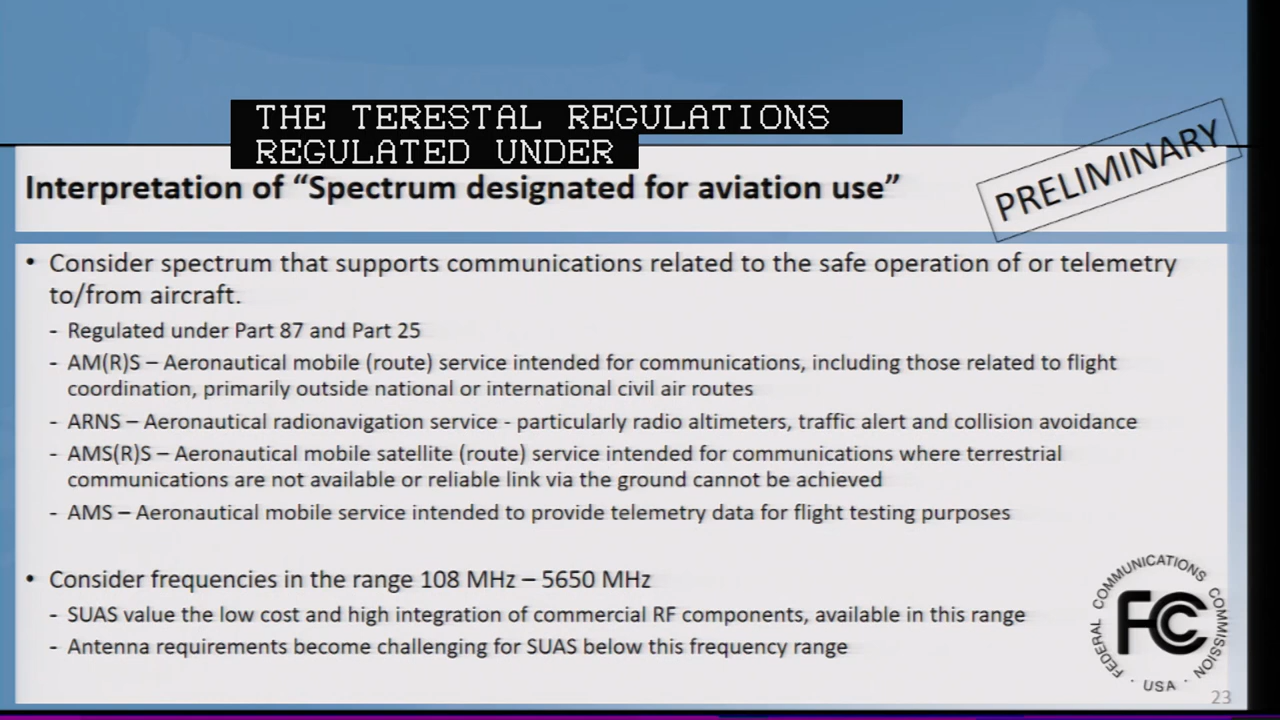 THE TERESTAL REGULATIONS
REGULATED UNDER
Interpretation of “Spectrum designated for aviation use”
PRELIMINARY
• Consider spectrum that supports communications related to the safe operation of or telemetry
to/from aircraft.
- Regulated under Part 87 and Part 25
- AM(R)S – Aeronautical mobile (route) service intended for communications, including those related to flight
coordination, primarily outside national or international civil air routes
- ARNS – Aeronautical radionavigation service - particularly radio altimeters, traffic alert and collision avoidance
- AMS(R)S – Aeronautical mobile satellite (route) service intended for communications where terrestrial
communications are not available or reliable link via the ground cannot be achieved
- AMS – Aeronautical mobile service intended to provide telemetry data for flight testing purposes
• Consider frequencies in the range 108 MHz – 5650 MHz
- SUAS value the low cost and high integration of commercial RF components, available in this range
- Antenna requirements become challenging for SUAS below this frequency range
FEDERAL COMMUNICATIONS COMMISSION
FCC
· USA ·
23